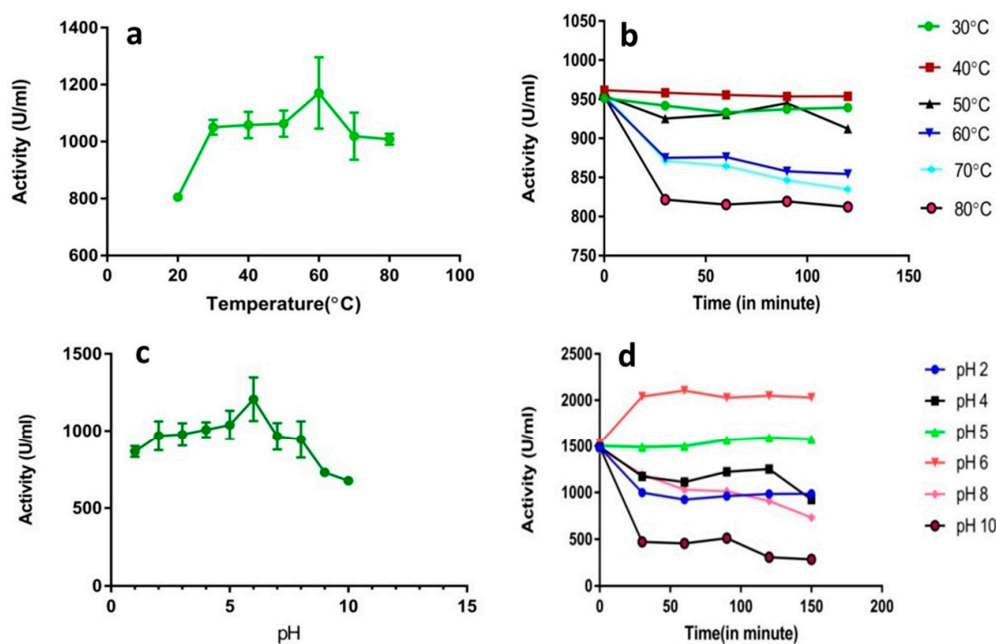 a
1400
1200
1000
800
600
0 20 40 60 80 100
Activity (U/ml)
Temperature(°C)
b
1050
1000
950
900
850
800
750
0 50 100 150
Activity (U/ml)
Time (in minute)
30°C
40°C
50°C
60°C
70°C
80°C
c
1500
1000
500
0
0 5 10 15
Activity (U/ml)
pH
d
2500
2000
1500
1000
500
0
0 50 100 150 200
Activity (U/ml)
Time(in minute)
pH 2
pH 4
pH 5
pH 6
pH 8
pH 10